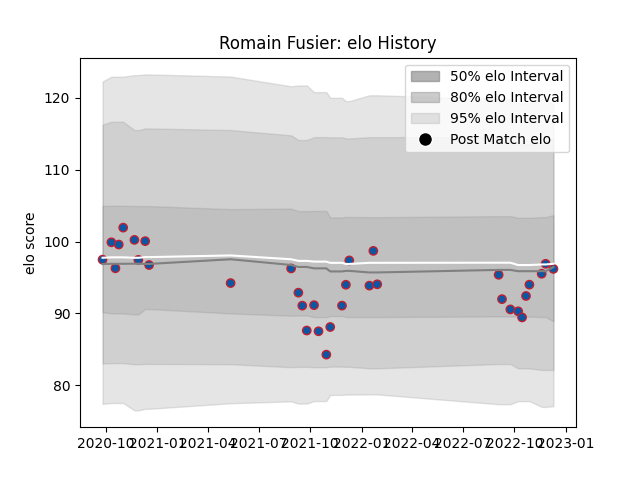 Romain Fusier: elo History
50% elo Interval
80% elo Interval
95% elo Interval
Post Match elo
elo score
120
110
100
90
80
2020-10 2021-01 2021-04 2021-07 2021-10 2022-01 2022-04 2022-07 2022-10 2023-01